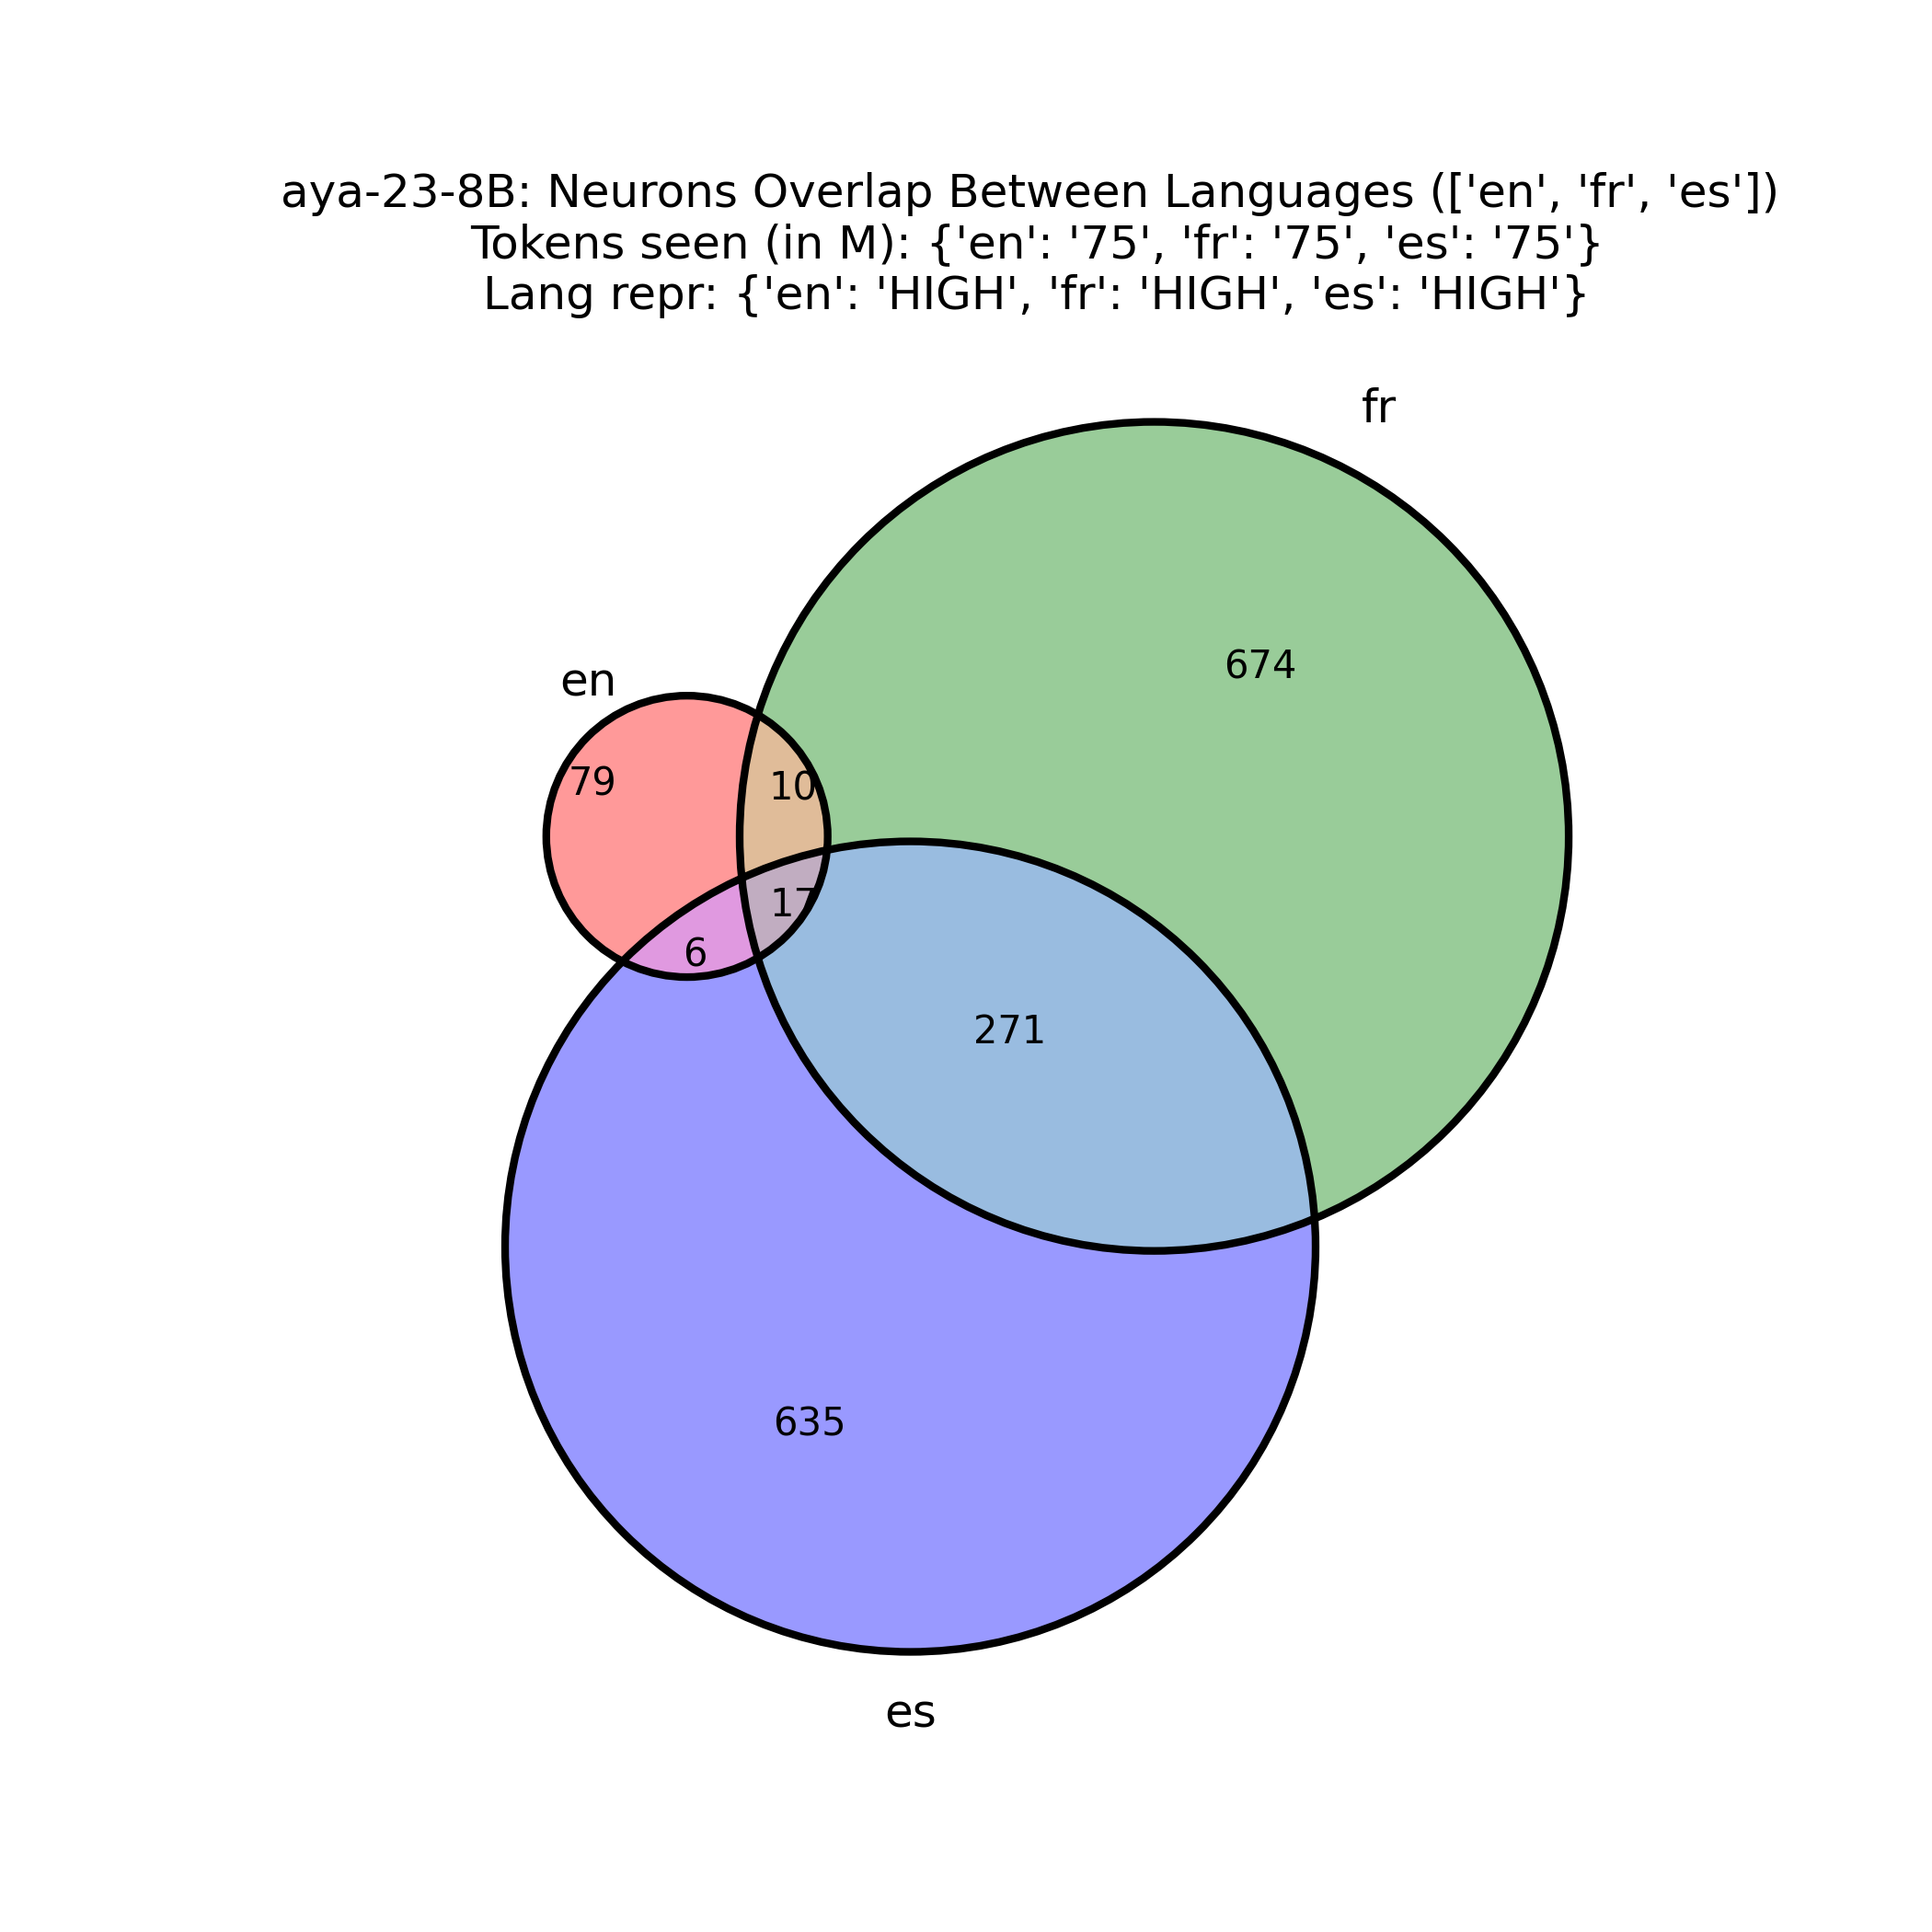 aya-23-8B: Neurons Overlap Between Languages (['en', 'fr', 'es'])
Tokens seen (in M): {'en': '75', 'fr': '75', 'es': '75'}
Lang repr: {'en': 'HIGH', 'fr': 'HIGH', 'es': 'HIGH'}
fr
674
en
79
10
17
6
271
635
es